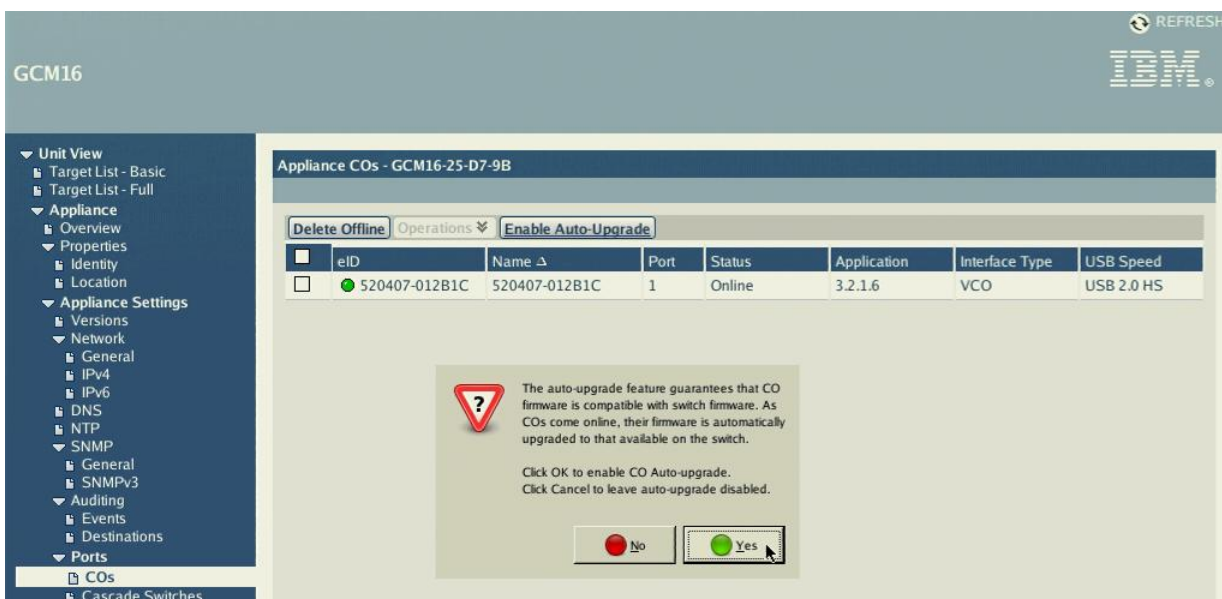 REFRESH
GCM16
IBM®
Unit View
Target List - Basic
Target List - Full
Appliance
Overview
Properties
Identity
Location
Appliance Settings
Versions
Network
General
IPv4
IPv6
DNS
NTP
SNMP
General
SNMPv3
Auditing
Events
Destinations
Ports
COs
Cascade Switches
Appliance COs - GCM16-25-D7-9B
Delete Offline Operations Enable Auto-Upgrade
eID Name Port Status Application Interface Type USB Speed
520407-012B1C 520407-012B1C 1 Online 3.2.1.6 VCO USB 2.0 HS
?
The auto-upgrade feature guarantees that CO
firmware is compatible with switch firmware. As
COs come online, their firmware is automatically
upgraded to that available on the switch.
Click OK to enable CO Auto-upgrade.
Click Cancel to leave auto-upgrade disabled.
No Yes